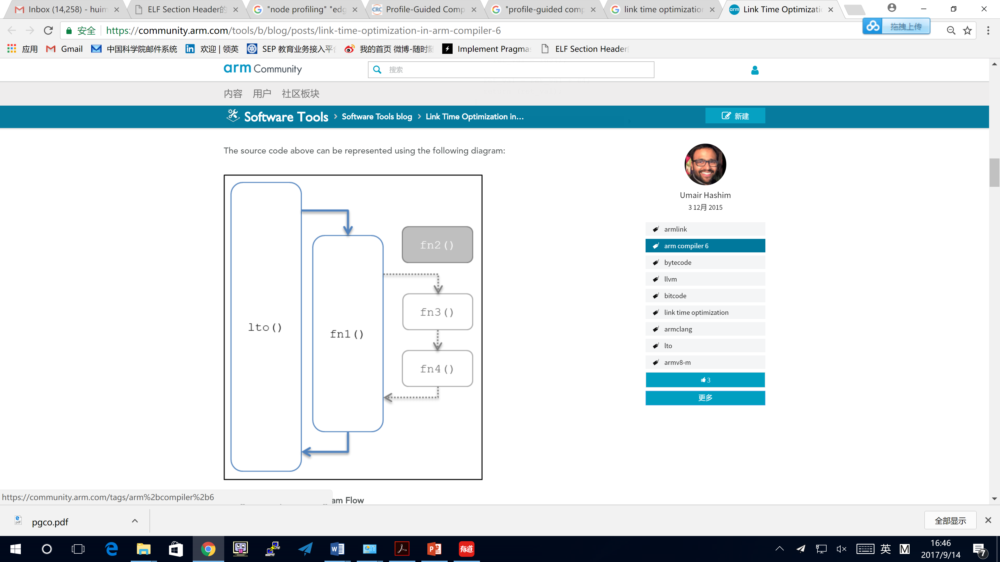 Inbox (14,258) - huim
ELF Section Header的
"node profiling" "edg
Profile-Guided Comp
"profile-guided comp
link time optimization
Link Time Optimizatic
安全 https://community.arm.com/tools/b/blog/posts/link-time-optimization-in-arm-compiler-6
拖拽上传
应用 Gmail 中国科学院邮件系统 欢迎 | 领英 SEP 教育业务接入平 我的首页 微博-随时随 Implement Pragmas ELF Section Header
arm Community
搜索
内容 用户 社区板块
Software Tools > Software Tools blog > Link Time Optimization in...
新建
The source code above can be represented using the following diagram:
lto()
fn1()
fn2()
fn3()
fn4()
Umair Hashim
3 12月 2015
armlink
arm compiler 6
bytecode
llvm
bitcode
link time optimization
armclang
lto
armv8-m
3
更多
https://community.arm.com/tags/arm%2bcompiler%2b6
am Flow
pgco.pdf
全部显示
英
16:46
2017/9/14
7